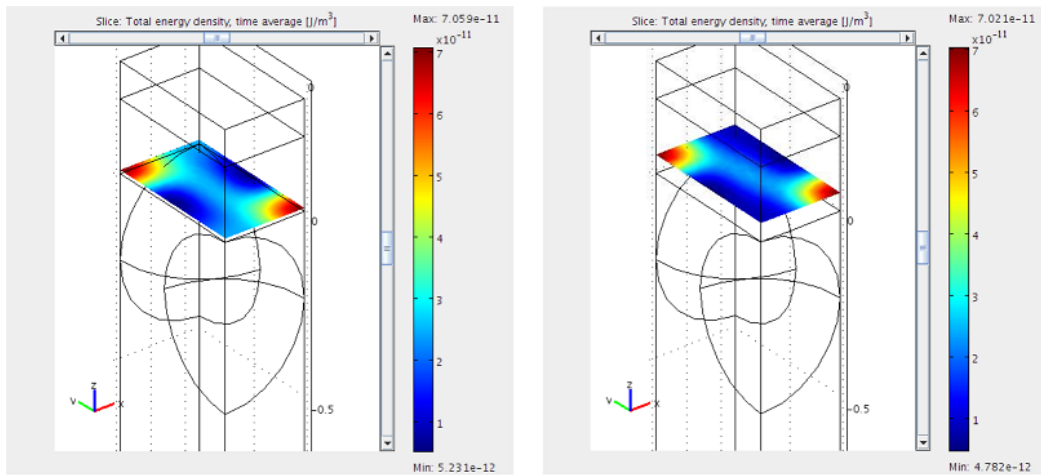 Slice: Total energy density, time average [J/m³]
Max: 7.059e-11
x10⁻¹¹
7
6
5
4
3
2
1
Min: 5.231e-12
0
0
-0.5
z
y
x
Slice: Total energy density, time average [J/m³]
Max: 7.021e-11
x10⁻¹¹
7
6
5
4
3
2
1
Min: 4.782e-12
0
0
-0.5
z
y
x